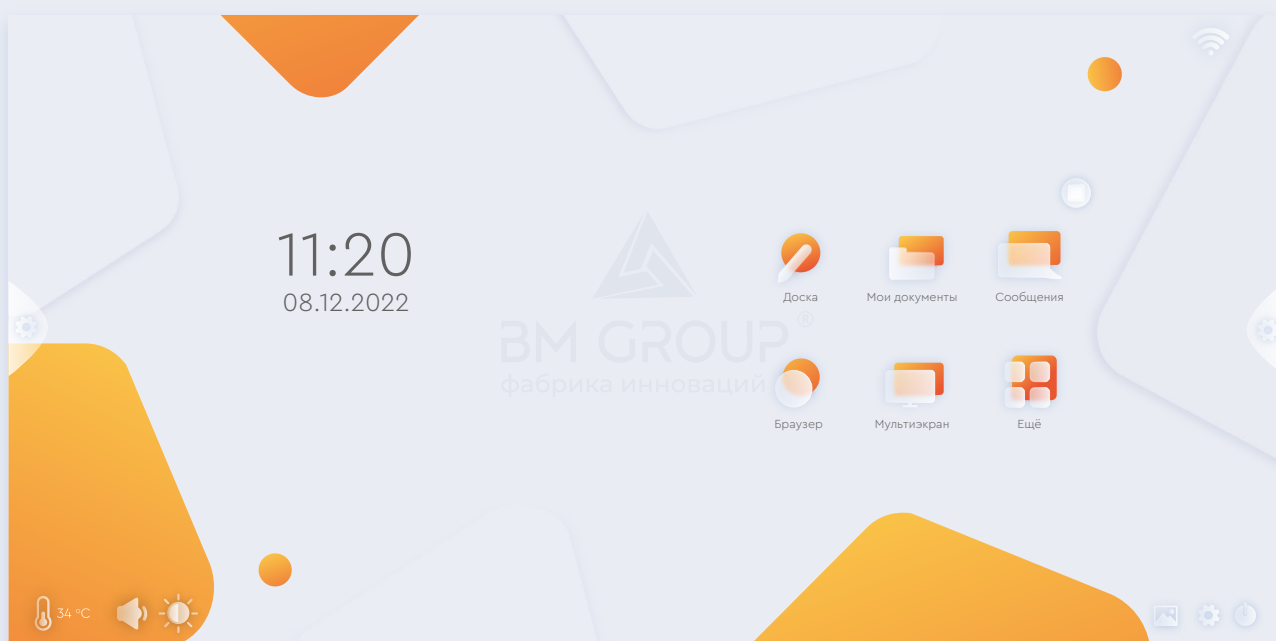 11:20
08.12.2022
BM GROUP®
фабрика инноваций
Доска
Мои документы
Сообщения
Браузер
Мультиэкран
Ещё
34 °C